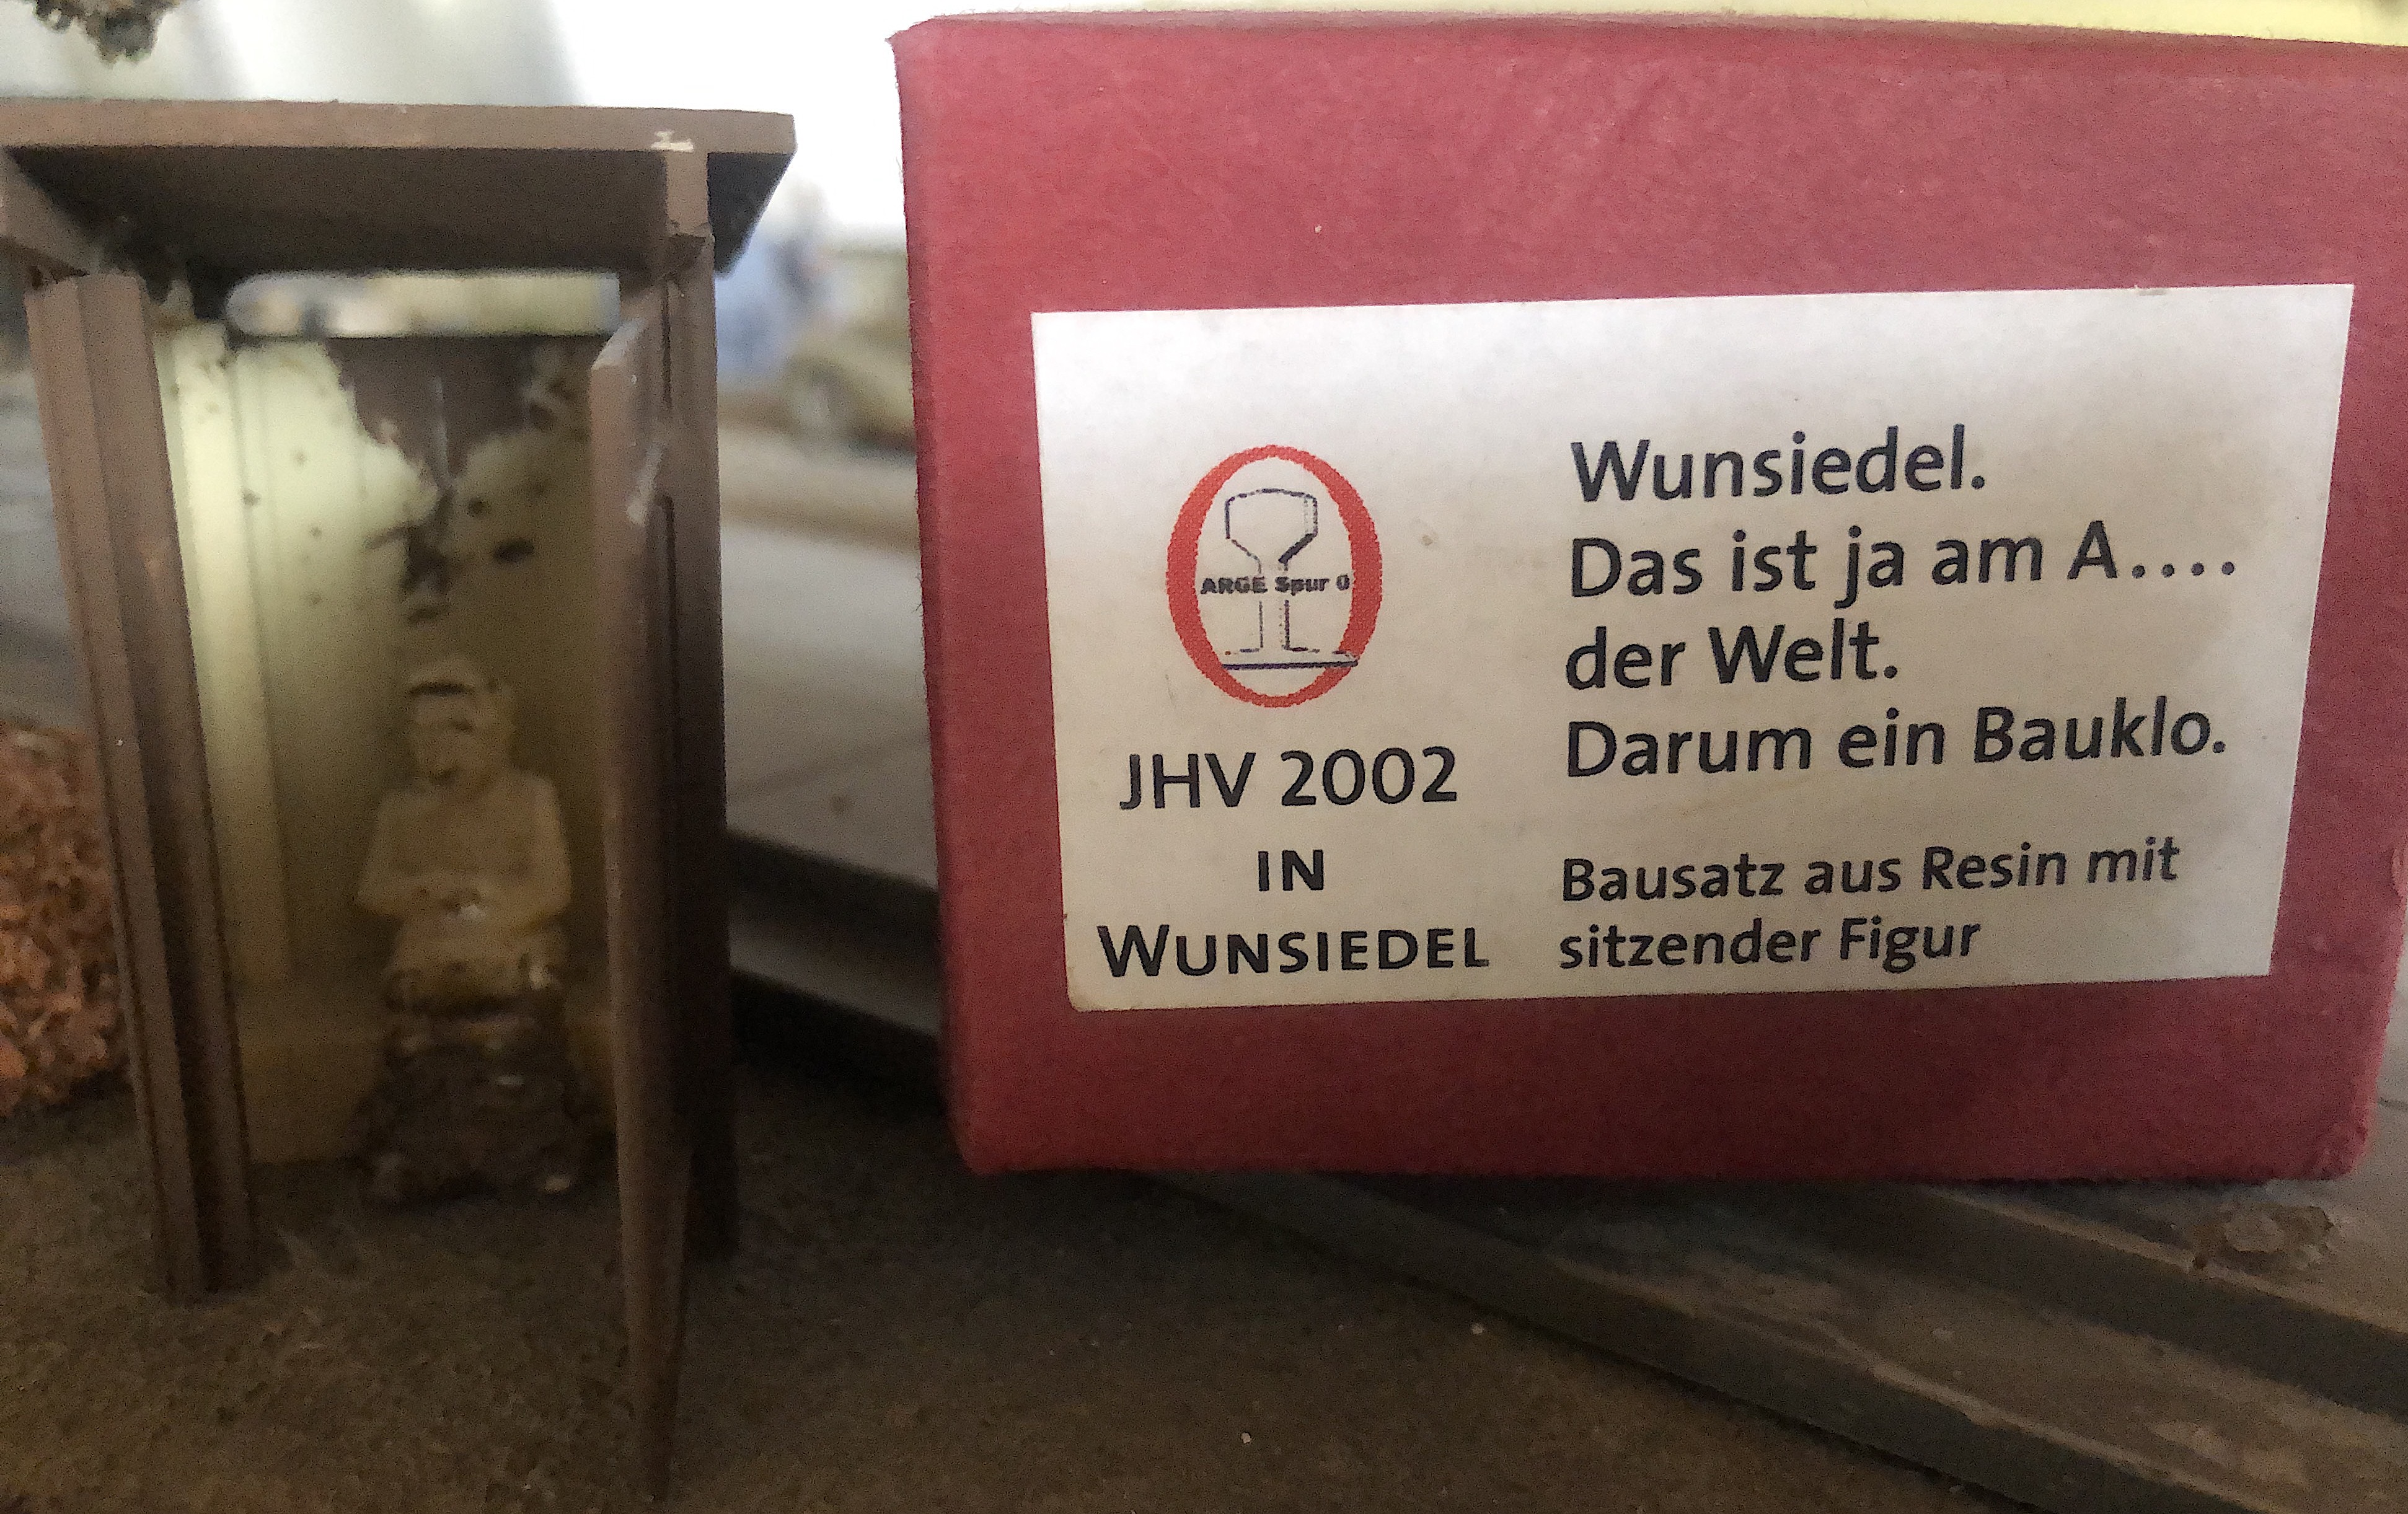 ARGE Spur 0
JHV 2002
IN
WUNSIEDEL
Wunsiedel.
Das ist ja am A....
der Welt.
Darum ein Bauklo.
Bausatz aus Resin mit
sitzender Figur